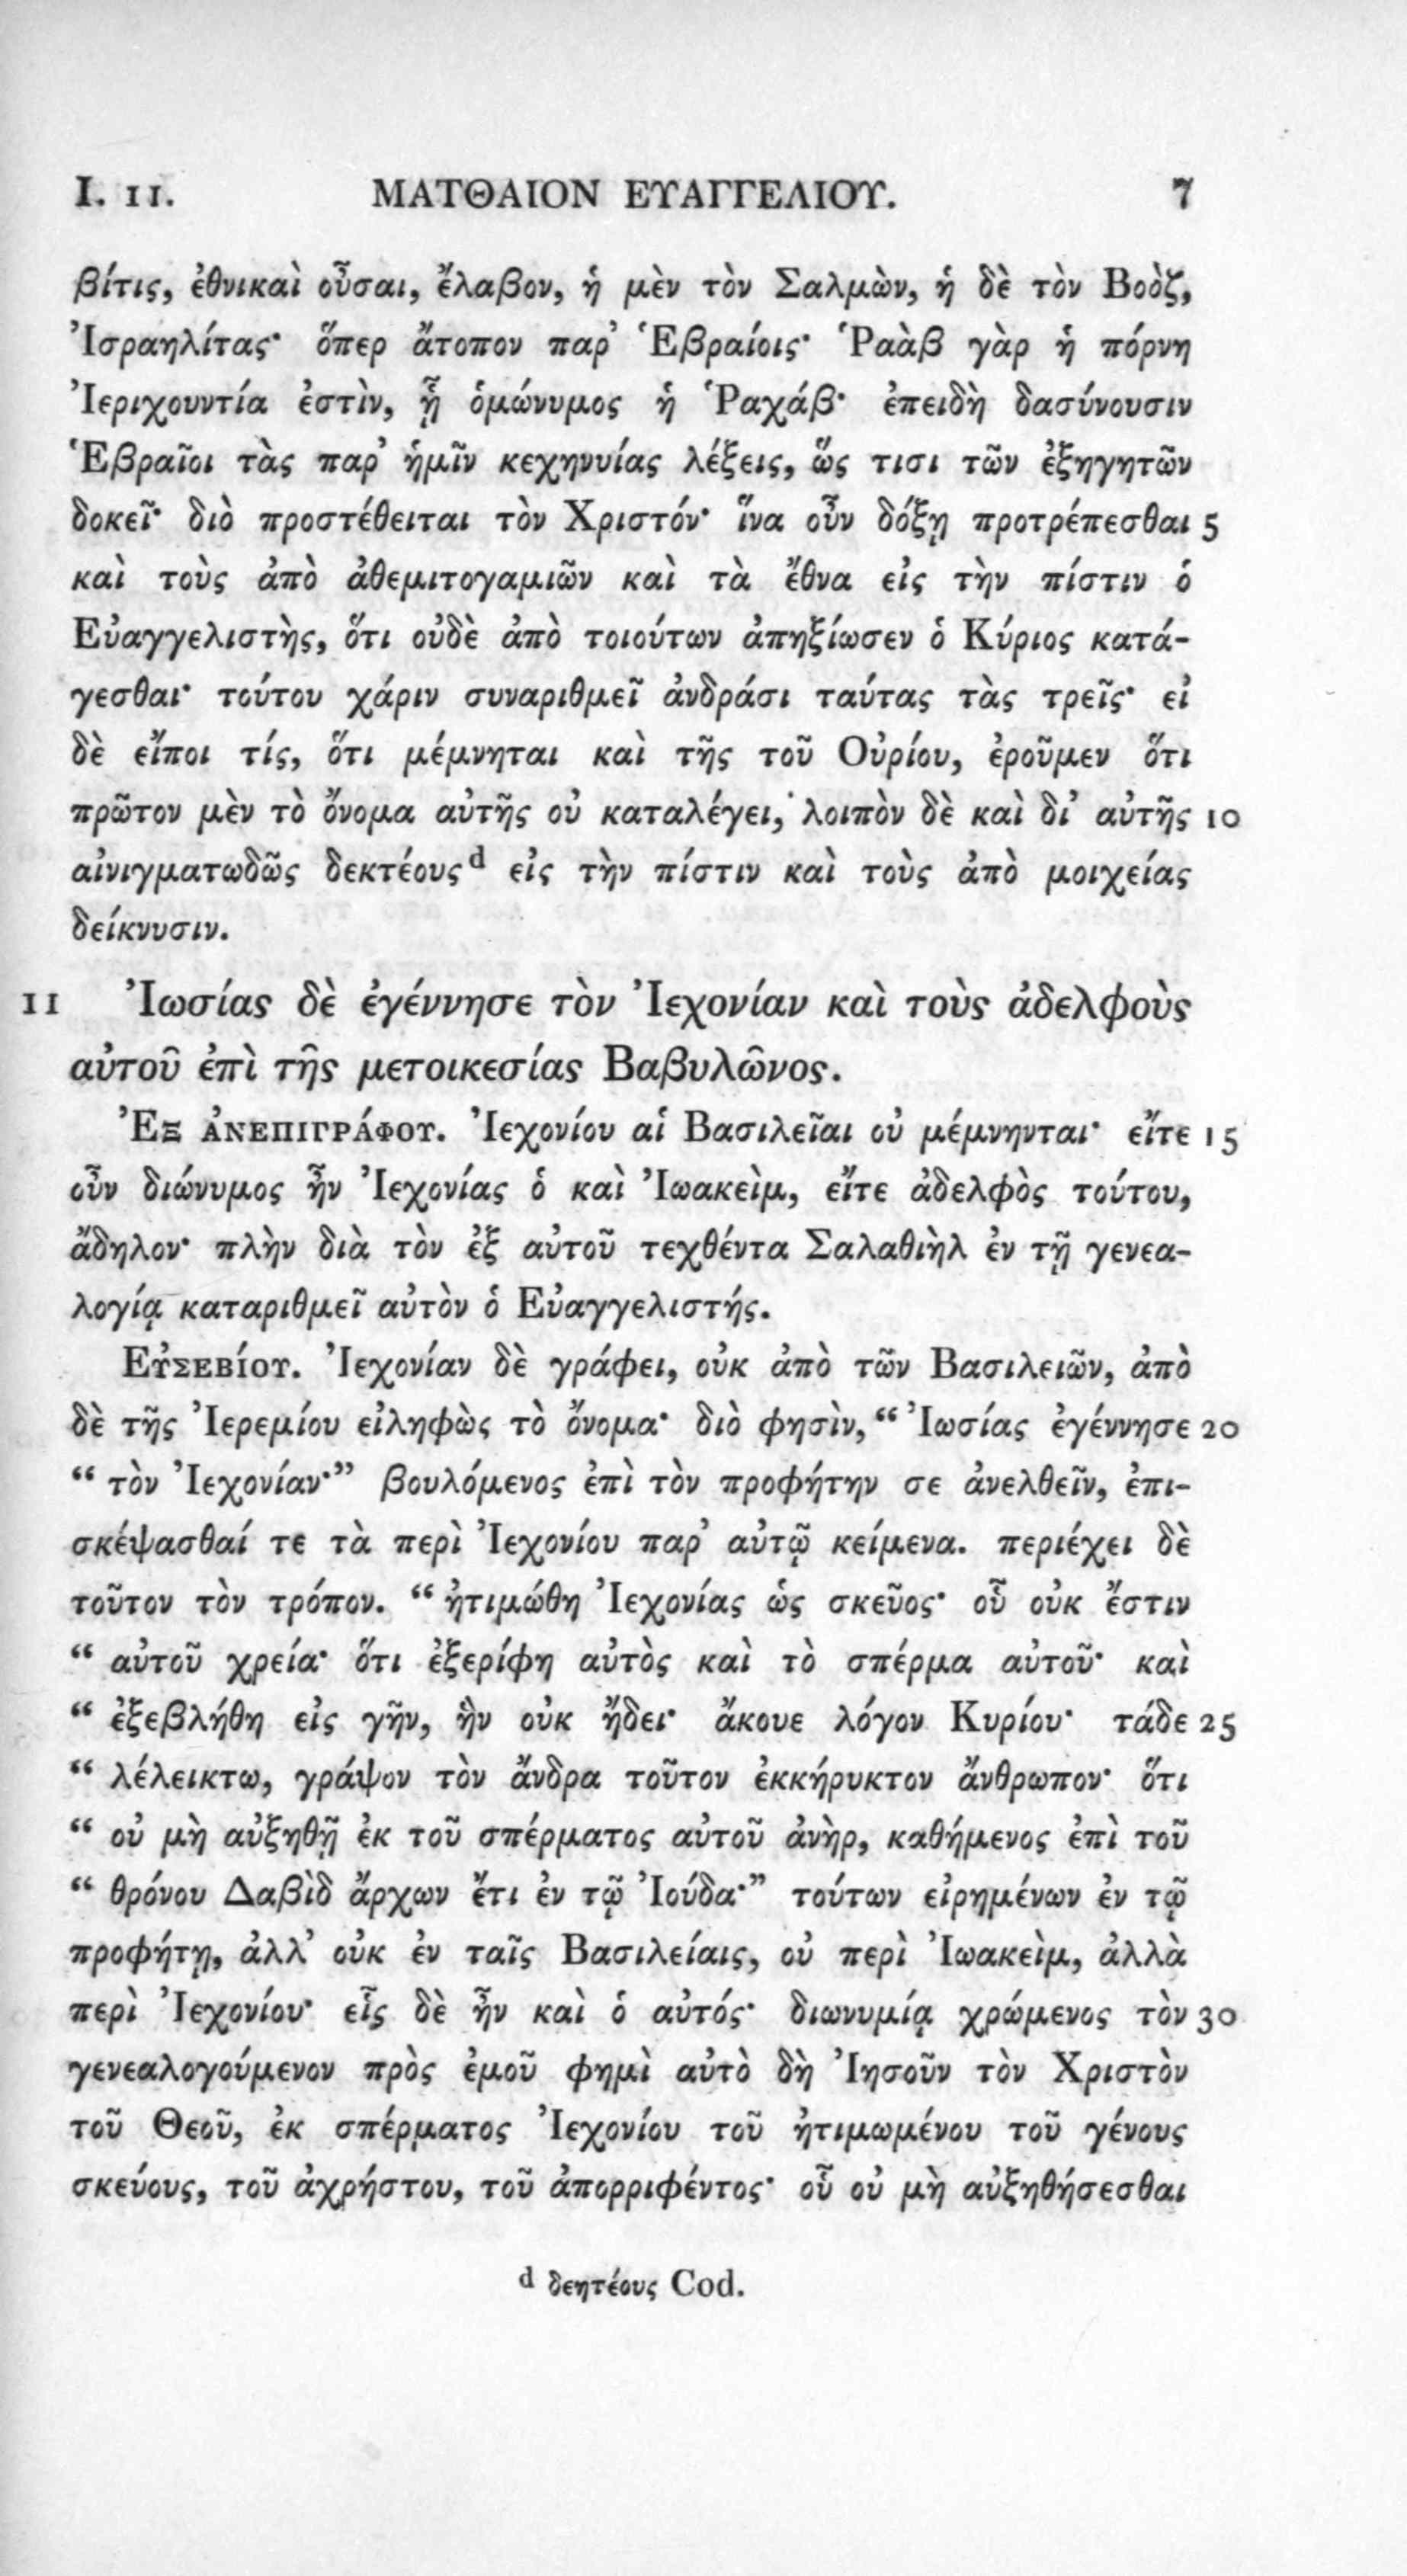 I. 11. ΜΑΤΘΑΙΟΝ ΕΥΑΓΓΕΛΙΟΥ. 7
βίτις, ἐθνικαὶ οὖσαι, ἔλαβον, ἡ μὲν τὸν Σαλμὼν, ἡ δὲ τὸν Βοὸζ,
Ἰσραηλίτας· ὅπερ ἄτοπον παρ’ Ἑβραίοις· Ῥαὰβ γὰρ ἡ πόρνη
Ἱεριχουντία ἐστὶν, ᾗ ὁμώνυμος ἡ Ῥαχάβ· ἐπειδὴ δασύνουσιν
Ἑβραῖοι τὰς παρ’ ἡμῖν κεχηνυίας λέξεις, ὥς τισι τῶν ἐξηγητῶν
δοκεῖ· διὸ προστέθειται τὸν Χριστόν· ἵνα οὖν δόξῃ προτρέπεσθαι 5
καὶ τοὺς ἀπὸ ἀθεμιτογαμιῶν καὶ τὰ ἔθνα εἰς τὴν πίστιν ὁ
Εὐαγγελιστὴς, ὅτι οὐδὲ ἀπὸ τοιούτων ἀπηξίωσεν ὁ Κύριος κατά-
γεσθαι· τούτου χάριν συναριθμεῖ ἀνδράσι ταύτας τὰς τρεῖς· εἰ
δὲ εἴποι τίς, ὅτι μέμνηται καὶ τῆς τοῦ Οὐρίου, ἐροῦμεν ὅτι
πρῶτον μὲν τὸ ὄνομα αὐτῆς οὐ καταλέγει, λοιπὸν δὲ καὶ δι’ αὐτῆς 10
αἰνιγματωδῶς δεκτέους d εἰς τὴν πίστιν καὶ τοὺς ἀπὸ μοιχείας
δείκνυσιν.
11 Ἰωσίας δὲ ἐγέννησε τὸν Ἰεχονίαν καὶ τοὺς ἀδελφοὺς
αὐτοῦ ἐπὶ τῆς μετοικεσίας Βαβυλῶνος.
Ἐξ ἀνεπιγράφου. Ἰεχονίου αἱ Βασιλεῖαι οὐ μέμνηνται· εἴτε 15
οὖν διώνυμος ἦν Ἰεχονίας ὁ καὶ Ἰωακεὶμ, εἴτε ἀδελφὸς τούτου,
ἄδηλον· πλὴν διὰ τὸν ἐξ αὐτοῦ τεχθέντα Σαλαθιὴλ ἐν τῇ γενεα-
λογίᾳ καταριθμεῖ αὐτὸν ὁ Εὐαγγελιστής.
Εὐσεβίου. Ἰεχονίαν δὲ γράφει, οὐκ ἀπὸ τῶν Βασιλειῶν, ἀπὸ
δὲ τῆς Ἰερεμίου εἰληφὼς τὸ ὄνομα· διὸ φησὶν, “ Ἰωσίας ἐγέννησε 20
“ τὸν Ἰεχονίαν·” βουλόμενος ἐπὶ τὸν προφήτην σε ἀνελθεῖν, ἐπι-
σκέψασθαί τε τὰ περὶ Ἰεχονίου παρ’ αὐτῷ κείμενα. περιέχει δὲ
τοῦτον τὸν τρόπον. “ ἠτιμώθη Ἰεχονίας ὡς σκεῦος· οὗ οὐκ ἔστιν
“ αὐτοῦ χρεία· ὅτι ἐξερίφη αὐτὸς καὶ τὸ σπέρμα αὐτοῦ· καὶ
“ ἐξεβλήθη εἰς γῆν, ἣν οὐκ ᾔδει· ἄκουε λόγον Κυρίου· τάδε 25
“ λέλεικτω, γράψον τὸν ἄνδρα τοῦτον ἐκκήρυκτον ἄνθρωπον· ὅτι
“ οὐ μὴ αὐξηθῇ ἐκ τοῦ σπέρματος αὐτοῦ ἀνὴρ, καθήμενος ἐπὶ τοῦ
“ θρόνου Δαβὶδ ἄρχων ἔτι ἐν τῷ Ἰούδα·” τούτων εἰρημένων ἐν τῷ
προφήτῃ, ἀλλ’ οὐκ ἐν ταῖς Βασιλείαις, οὐ περὶ Ἰωακεὶμ, ἀλλὰ
περὶ Ἰεχονίου· εἷς δὲ ἦν καὶ ὁ αὐτός· διωνυμίᾳ χρώμενος τὸν 30
γενεαλογούμενον πρὸς ἐμοῦ φημὶ αὐτὸ δὴ Ἰησοῦν τὸν Χριστὸν
τοῦ Θεοῦ, ἐκ σπέρματος Ἰεχονίου τοῦ ἠτιμωμένου τοῦ γένους
σκεύους, τοῦ ἀχρήστου, τοῦ ἀπορριφέντος· οὗ οὐ μὴ αὐξηθήσεσθαι
d δεητέους Cod.